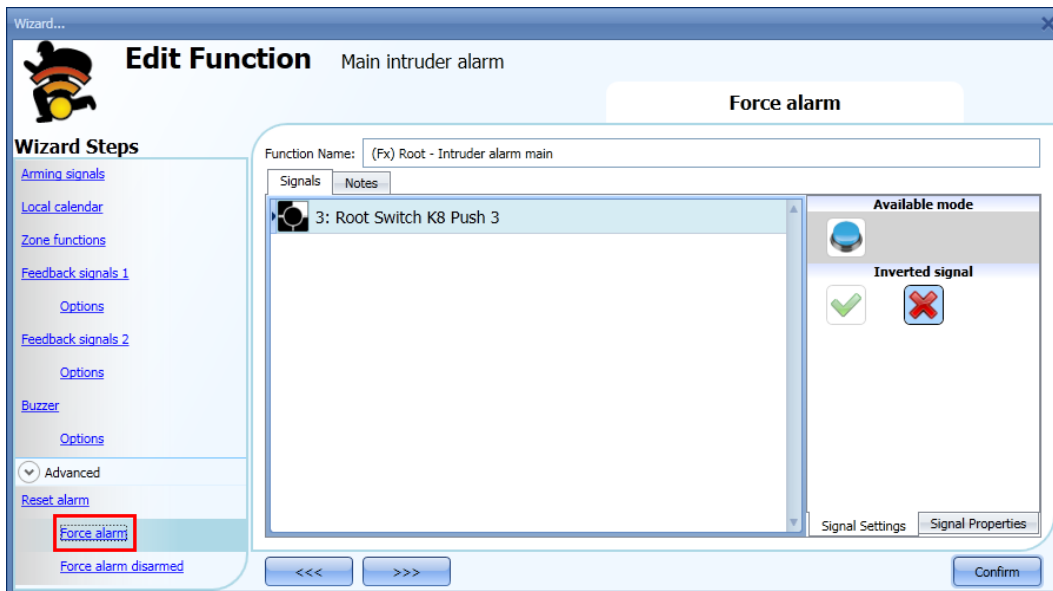 Wizard...
Edit Function Main intruder alarm
Force alarm
Wizard Steps
Arming signals
Local calendar
Zone functions
Feedback signals 1
Options
Feedback signals 2
Options
Buzzer
Options
Advanced
Reset alarm
Force alarm
Force alarm disarmed
Function Name: (Fx) Root - Intruder alarm main
Signals Notes
3: Root Switch K8 Push 3
Available mode
Inverted signal
Signal Settings Signal Properties
<<< >>> Confirm